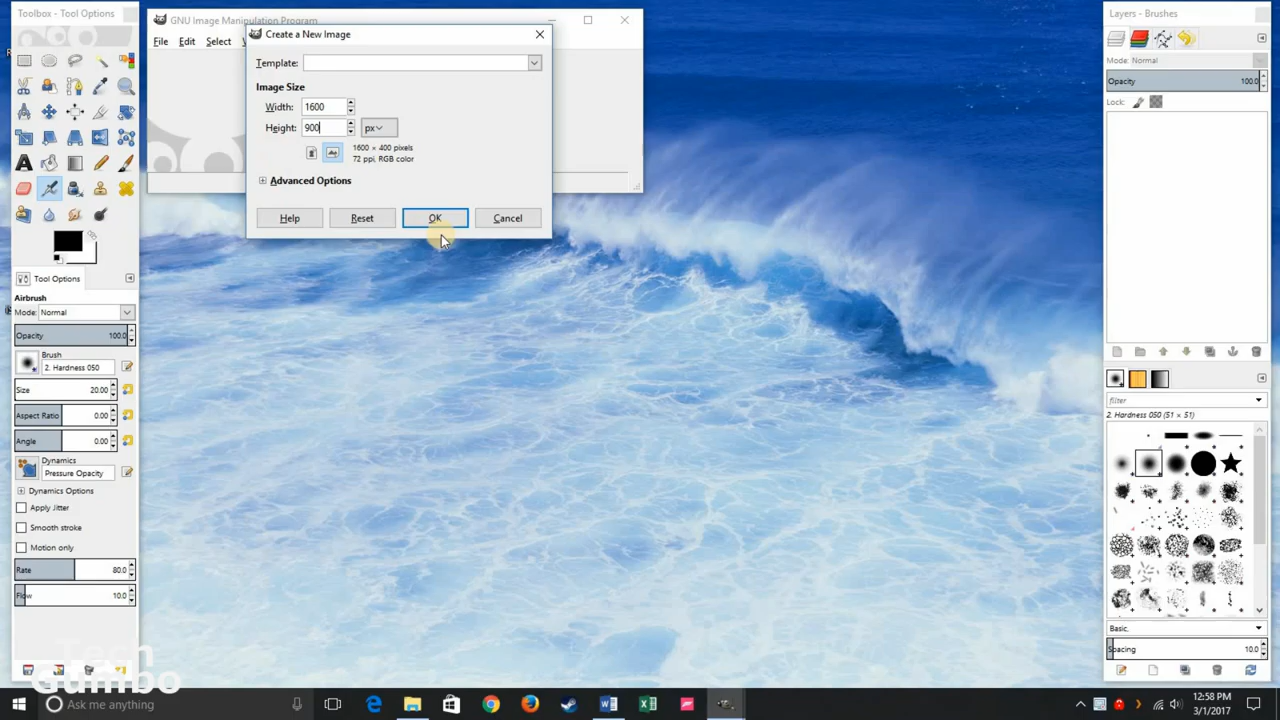 Toolbox - Tool Options
GNU Image Manipulation Program
File Edit Select
Create a New Image
Template:
Image Size
Width: 1600
Height: 900 px
1600 × 400 pixels
72 ppi, RGB color
Advanced Options
Help Reset OK Cancel
Tool Options
Airbrush
Mode: Normal
Opacity 100.0
Brush
2. Hardness 050
Size 20.00
Aspect Ratio 0.00
Angle 0.00
Dynamics
Pressure Opacity
Dynamics Options
Apply Jitter
Smooth stroke
Motion only
Rate 80.0
Flow 10.0
Tech
Gumbo
Layers - Brushes
Mode: Normal
Opacity 100.0
Lock:
filter
2. Hardness 050 (51 × 51)
Basic,
Spacing 10.0
Ask me anything
12:58 PM
3/1/2017